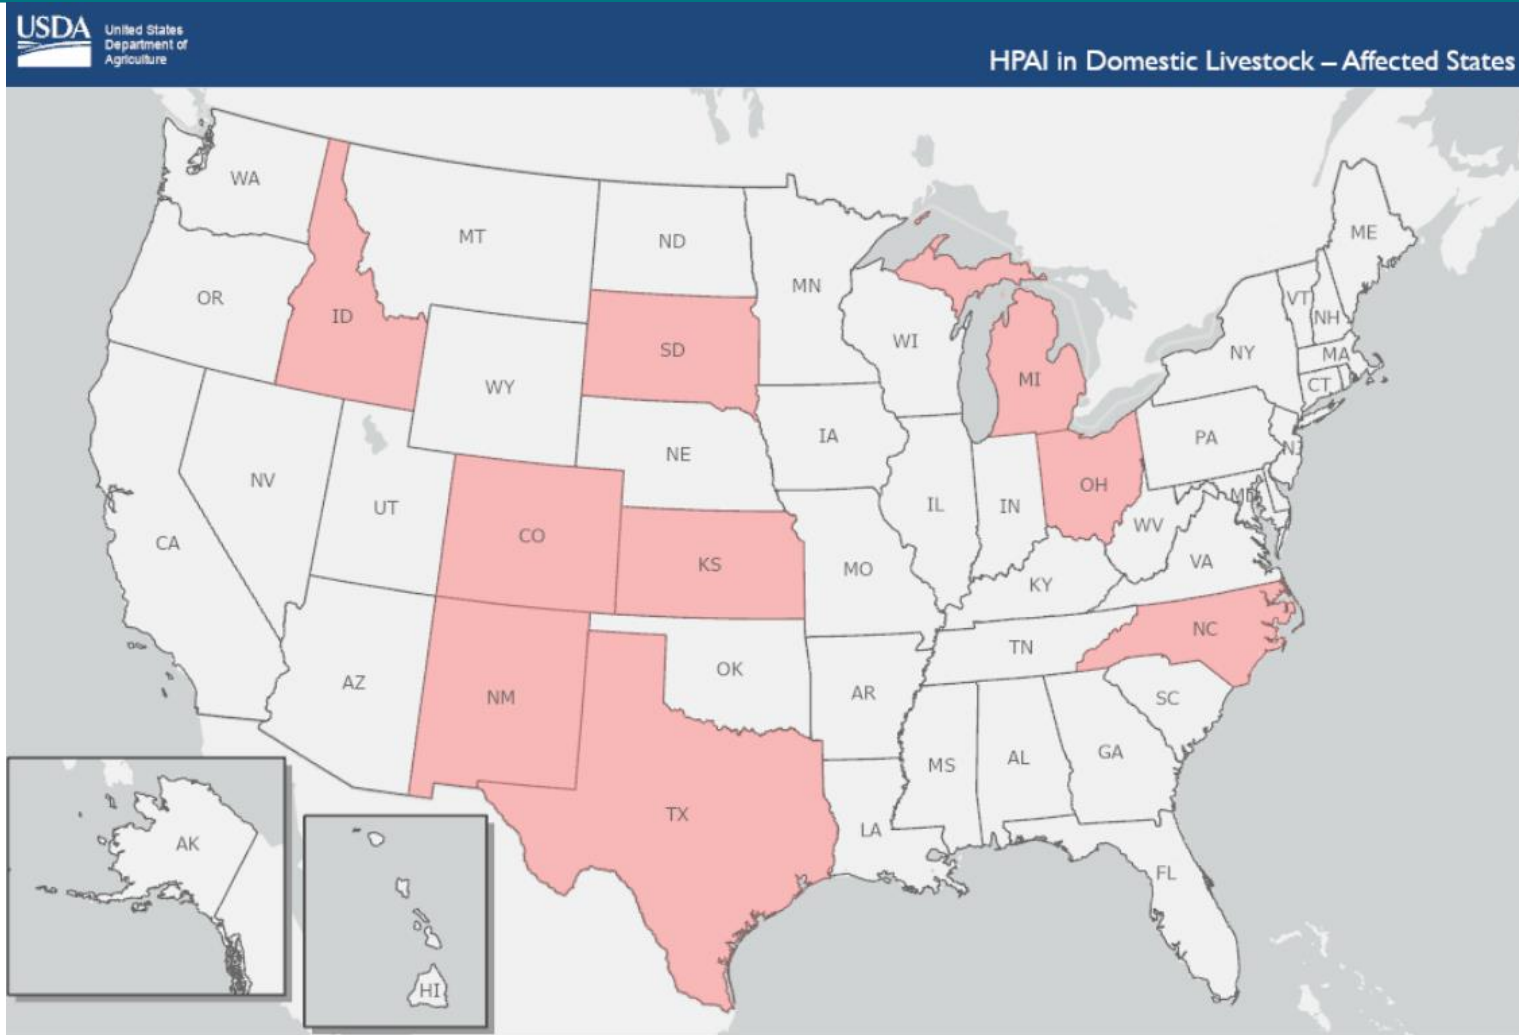 USDA
United States
Department of
Agriculture
HPAI in Domestic Livestock – Affected States
WA
MT
ND
MN
ME
OR
ID
SD
WI
MI
VT
NH
NY
MA
CT
WY
IA
NE
PA
NJ
NV
UT
CO
IL
IN
OH
MD
WV
CA
KS
MO
KY
VA
NC
TN
AZ
NM
OK
AR
SC
MS
AL
GA
TX
LA
AK
FL
HI